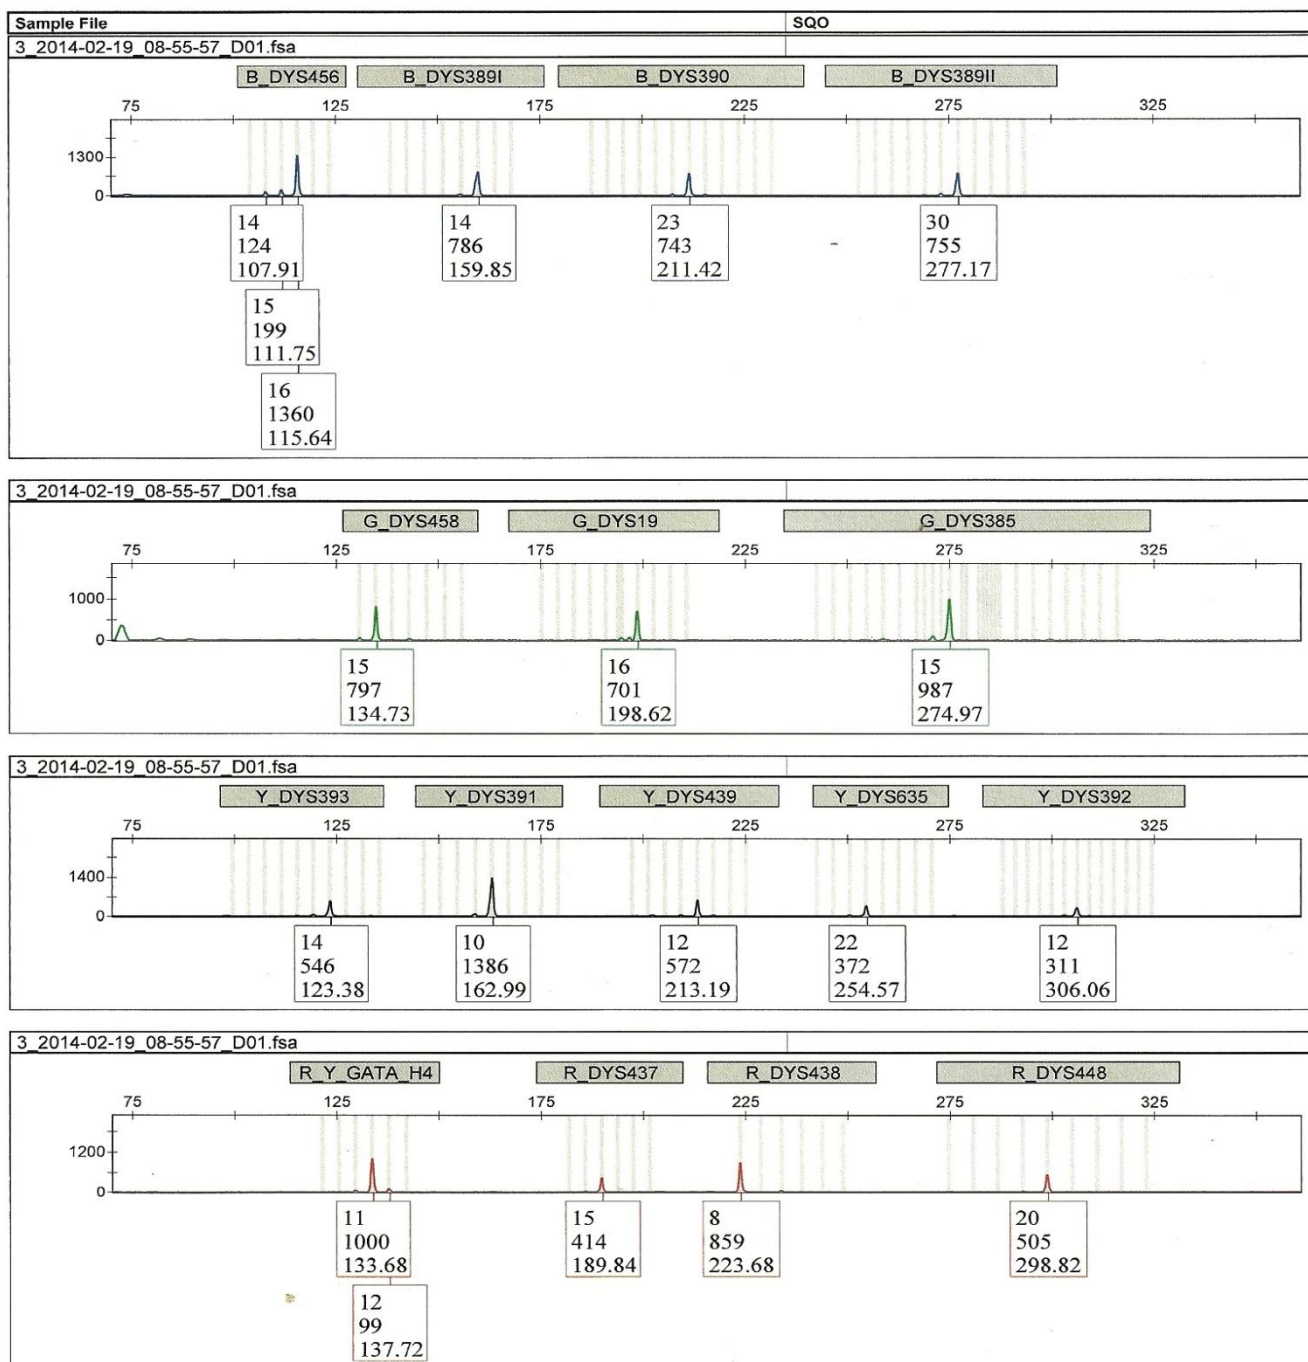 Sample File SQO
3_2014-02-19_08-55-57_D01.fsa
B_DYS456 B_DYS389I B_DYS390 B_DYS389II
75 125 175 225 275 325
1300
0
14 14 23 30
124 786 743 755
107.91 159.85 211.42 277.17
15
199
111.75
16
1360
115.64
3_2014-02-19_08-55-57_D01.fsa
G_DYS458 G_DYS19 G_DYS385
75 125 175 225 275 325
1000
0
15 16 15
797 701 987
134.73 198.62 274.97
3_2014-02-19_08-55-57_D01.fsa
Y_DYS393 Y_DYS391 Y_DYS439 Y_DYS635 Y_DYS392
75 125 175 225 275 325
1400
0
14 10 12 22 12
546 1386 572 372 311
123.38 162.99 213.19 254.57 306.06
3_2014-02-19_08-55-57_D01.fsa
R_Y_GATA_H4 R_DYS437 R_DYS438 R_DYS448
75 125 175 225 275 325
1200
0
11 15 8 20
1000 414 859 505
133.68 189.84 223.68 298.82
12
99
137.72